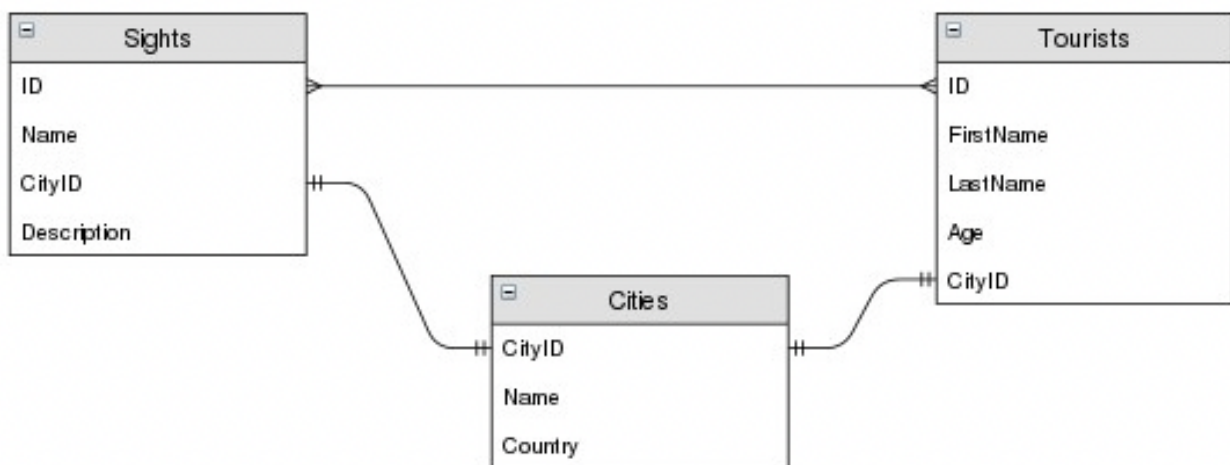 Sights
ID
Name
CityID
Description
Tourists
ID
FirstName
LastName
Age
CityID
Cities
CityID
Name
Country